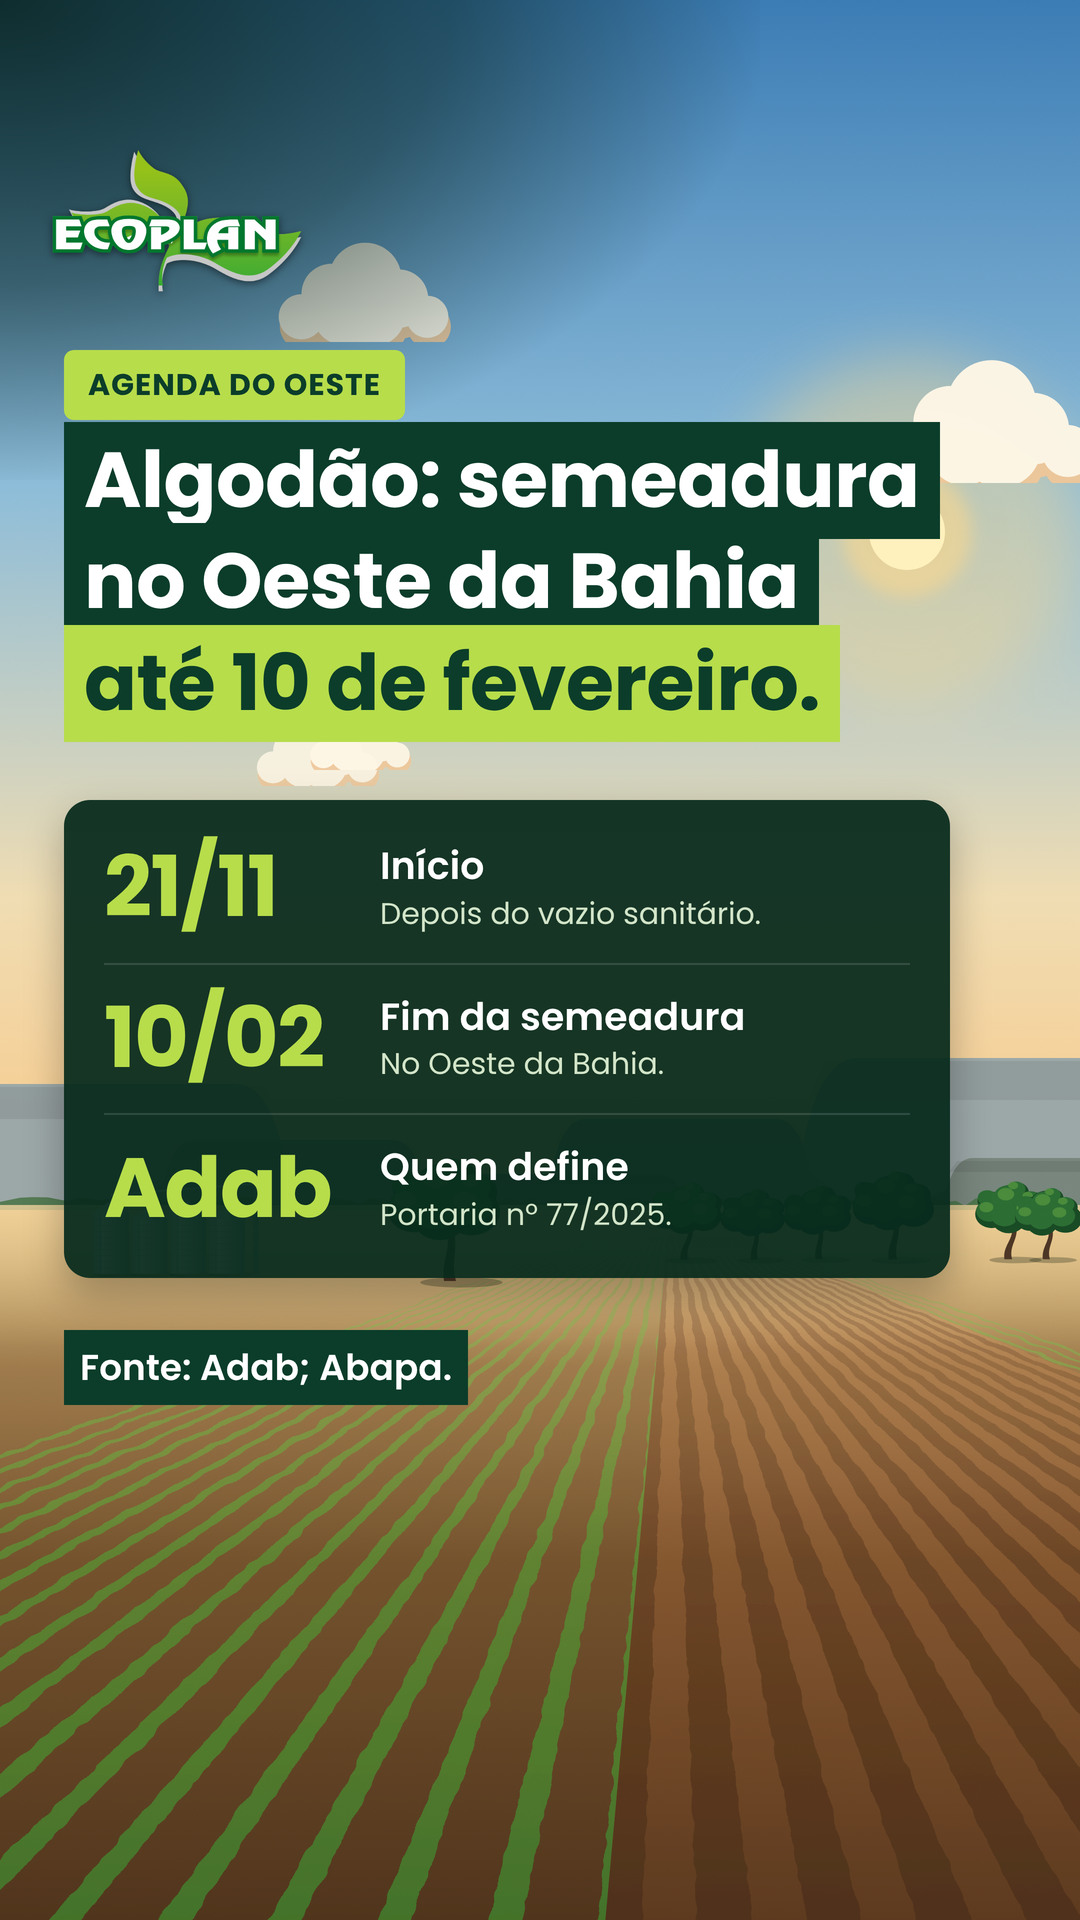 ECOPLAN
AGENDA DO OESTE
Algodão: semeadura
no Oeste da Bahia
até 10 de fevereiro.
21/11
Início
Depois do vazio sanitário.
10/02
Fim da semeadura
No Oeste da Bahia.
Adab
Quem define
Portaria nº 77/2025.
Fonte: Adab; Abapa.